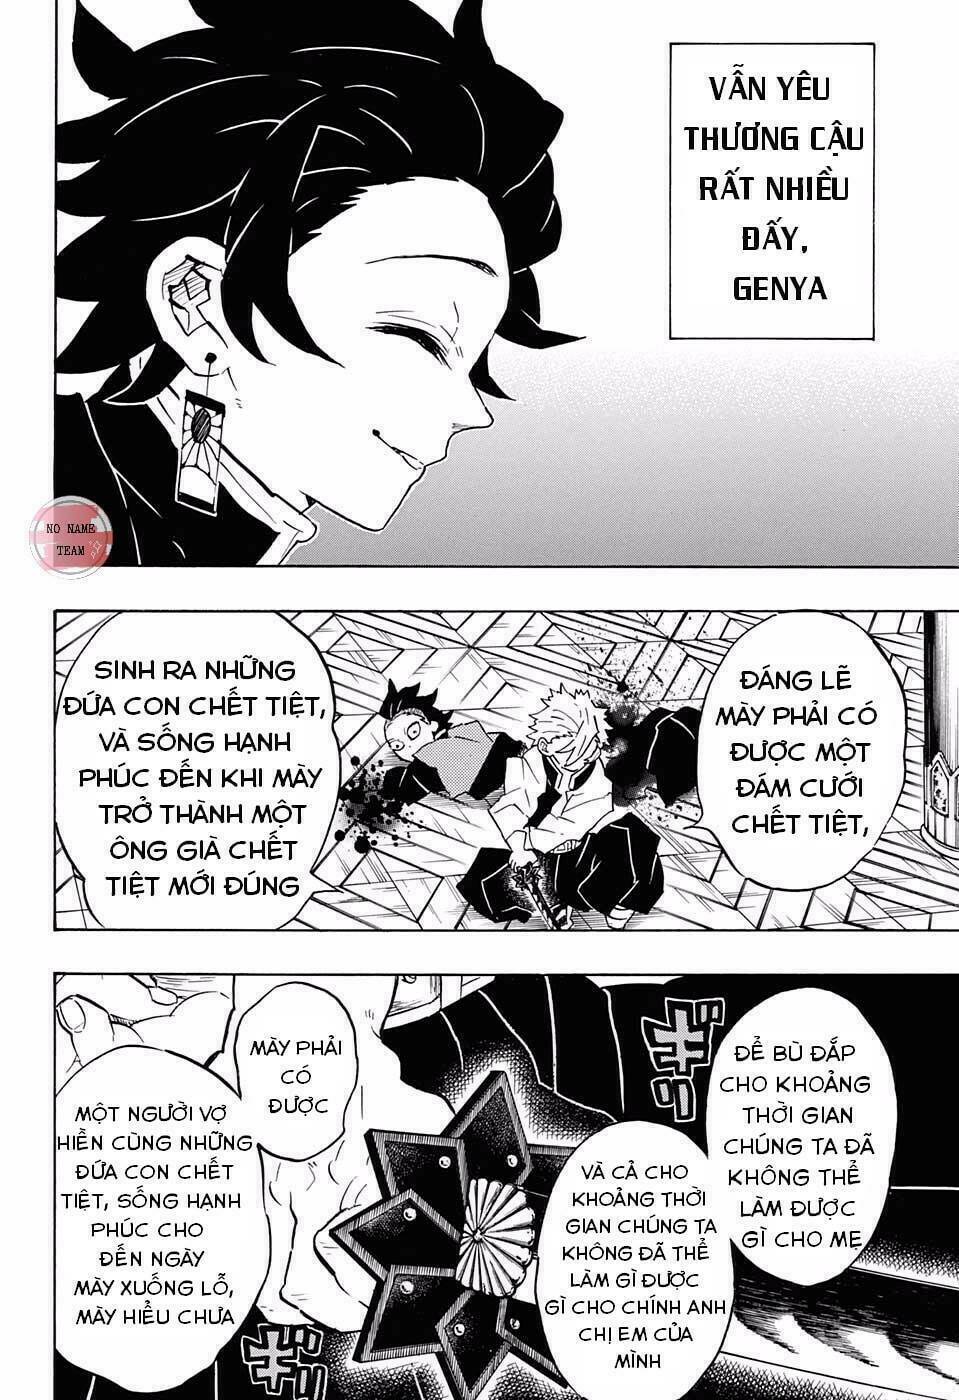 VẪN YÊU
THƯƠNG CẬU
RẤT NHIỀU
ĐẤY,
GENYA
NO NAME
TEAM
ĐÁNG LẼ
MÀY PHẢI CÓ
ĐƯỢC MỘT
ĐÁM CƯỚI
CHẾT TIỆT,
SINH RA NHỮNG
ĐỨA CON CHẾT TIỆT,
VÀ SỐNG HẠNH
PHÚC ĐẾN KHI MÀY
TRỞ THÀNH MỘT
ÔNG GIÀ CHẾT
TIỆT MỚI ĐÚNG
ĐỂ BÙ ĐẮP
CHO KHOẢNG
THỜI GIAN
CHÚNG TA ĐÃ
KHÔNG THỂ
LÀM ĐƯỢC
GÌ CHO MẸ
ギリ
VÀ CẢ CHO
KHOẢNG THỜI
GIAN CHÚNG TA
KHÔNG ĐÃ THỂ
LÀM GÌ ĐƯỢC
GÌ CHO CHÍNH ANH
CHỊ EM CỦA
MÌNH
MÀY PHẢI
CÓ
ĐƯỢC
MỘT NGƯỜI VỢ
HIỀN CÙNG NHỮNG
ĐỨA CON CHẾT
TIỆT, SỐNG HẠNH
PHÚC CHO
ĐẾN NGÀY
MÀY XUỐNG LỖ,
MÀY HIỂU CHƯA